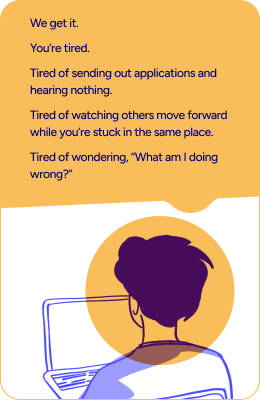 We get it.
You're tired.
Tired of sending out applications and
hearing nothing.
Tired of watching others move forward
while you're stuck in the same place.
Tired of wondering, “What am I doing
wrong?”